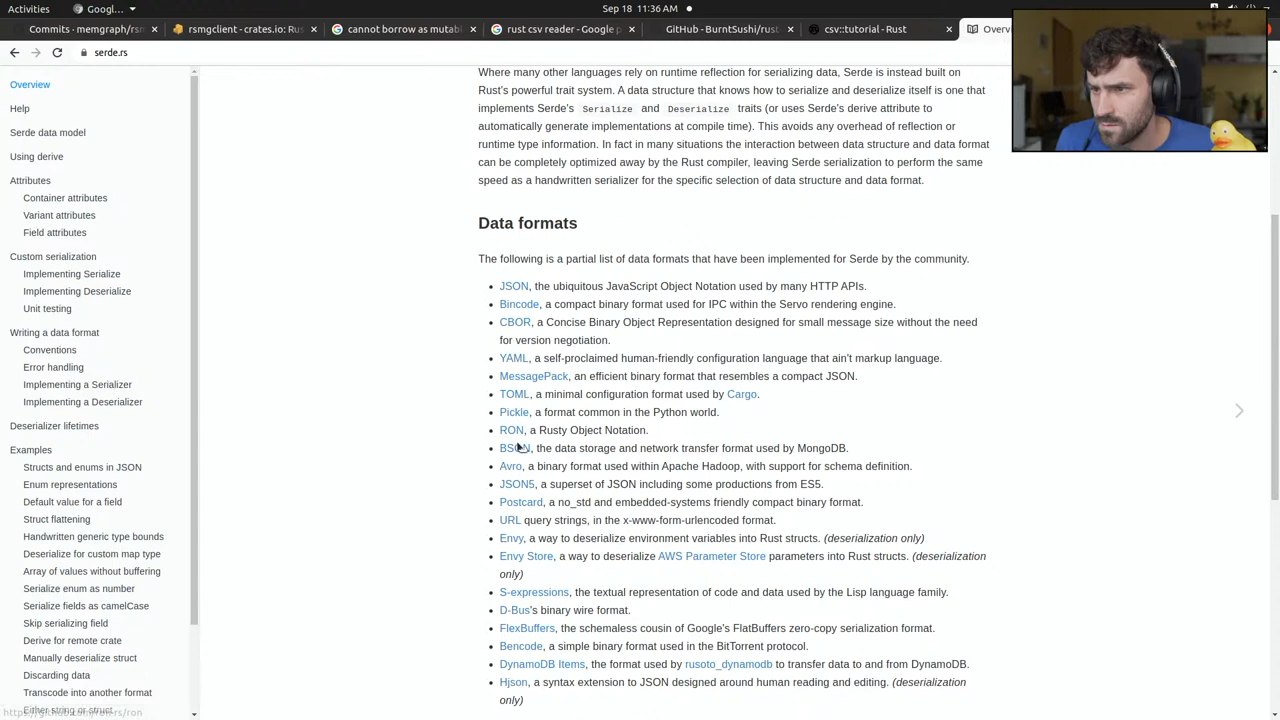 Activities
Googl...
Sep 18 11:36 AM
Commits · memgraph/rsm
rsmgclient - crates.io: Rust
cannot borrow as mutabl
rust csv reader - Google p
GitHub - BurntSushi/rust
csv::tutorial - Rust
Overv
serde.rs
Overview
Help
Serde data model
Using derive
Attributes
Container attributes
Variant attributes
Field attributes
Custom serialization
Implementing Serialize
Implementing Deserialize
Unit testing
Writing a data format
Conventions
Error handling
Implementing a Serializer
Implementing a Deserializer
Deserializer lifetimes
Examples
Structs and enums in JSON
Enum representations
Default value for a field
Struct flattening
Handwritten generic type bounds
Deserialize for custom map type
Array of values without buffering
Serialize enum as number
Serialize fields as camelCase
Skip serializing field
Derive for remote crate
Manually deserialize struct
Discarding data
Transcode into another format
Either string or struct
https://github.com/ron-rs/ron
Where many other languages rely on runtime reflection for serializing data, Serde is instead built on
Rust's powerful trait system. A data structure that knows how to serialize and deserialize itself is one that
implements Serde's Serialize and Deserialize traits (or uses Serde's derive attribute to
automatically generate implementations at compile time). This avoids any overhead of reflection or
runtime type information. In fact in many situations the interaction between data structure and data format
can be completely optimized away by the Rust compiler, leaving Serde serialization to perform the same
speed as a handwritten serializer for the specific selection of data structure and data format.
Data formats
The following is a partial list of data formats that have been implemented for Serde by the community.
• JSON, the ubiquitous JavaScript Object Notation used by many HTTP APIs.
• Bincode, a compact binary format used for IPC within the Servo rendering engine.
• CBOR, a Concise Binary Object Representation designed for small message size without the need
for version negotiation.
• YAML, a self-proclaimed human-friendly configuration language that ain't markup language.
• MessagePack, an efficient binary format that resembles a compact JSON.
• TOML, a minimal configuration format used by Cargo.
• Pickle, a format common in the Python world.
• RON, a Rusty Object Notation.
• BSON, the data storage and network transfer format used by MongoDB.
• Avro, a binary format used within Apache Hadoop, with support for schema definition.
• JSON5, a superset of JSON including some productions from ES5.
• Postcard, a no_std and embedded-systems friendly compact binary format.
• URL query strings, in the x-www-form-urlencoded format.
• Envy, a way to deserialize environment variables into Rust structs. (deserialization only)
• Envy Store, a way to deserialize AWS Parameter Store parameters into Rust structs. (deserialization
only)
• S-expressions, the textual representation of code and data used by the Lisp language family.
• D-Bus's binary wire format.
• FlexBuffers, the schemaless cousin of Google's FlatBuffers zero-copy serialization format.
• Bencode, a simple binary format used in the BitTorrent protocol.
• DynamoDB Items, the format used by rusoto_dynamodb to transfer data to and from DynamoDB.
• Hjson, a syntax extension to JSON designed around human reading and editing. (deserialization
only)